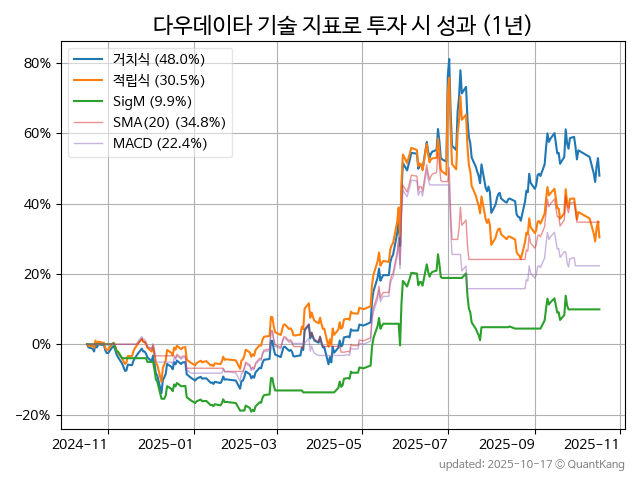 다우데이타 기술 지표로 투자 시 성과 (1년)
거치식 (48.0%)
적립식 (30.5%)
SigM (9.9%)
SMA(20) (34.8%)
MACD (22.4%)
80%
60%
40%
20%
0%
−20%
2024-11
2025-01
2025-03
2025-05
2025-07
2025-09
2025-11
updated: 2025-10-17 © QuantKang